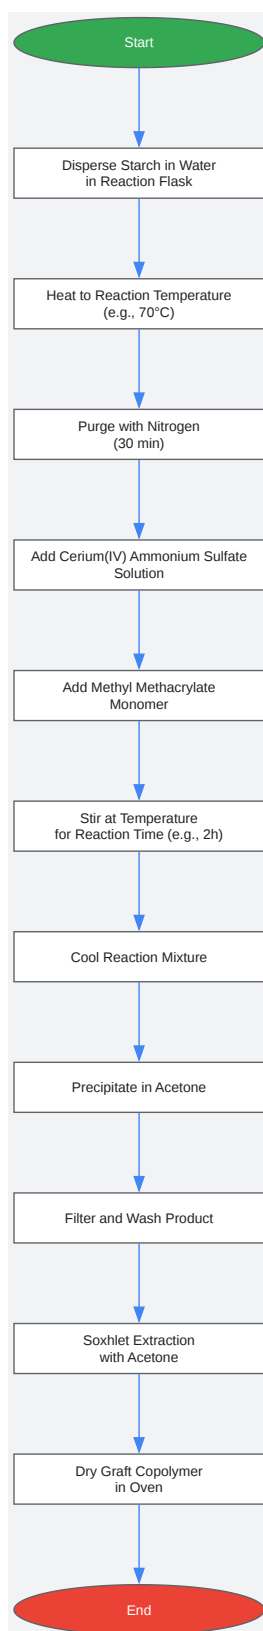 Start
Disperse Starch in Water
in Reaction Flask
Heat to Reaction Temperature
(e.g., 70°C)
Purge with Nitrogen
(30 min)
Add Cerium(IV) Ammonium Sulfate
Solution
Add Methyl Methacrylate
Monomer
Stir at Temperature
for Reaction Time (e.g., 2h)
Cool Reaction Mixture
Precipitate in Acetone
Filter and Wash Product
Soxhlet Extraction
with Acetone
Dry Graft Copolymer
in Oven
End